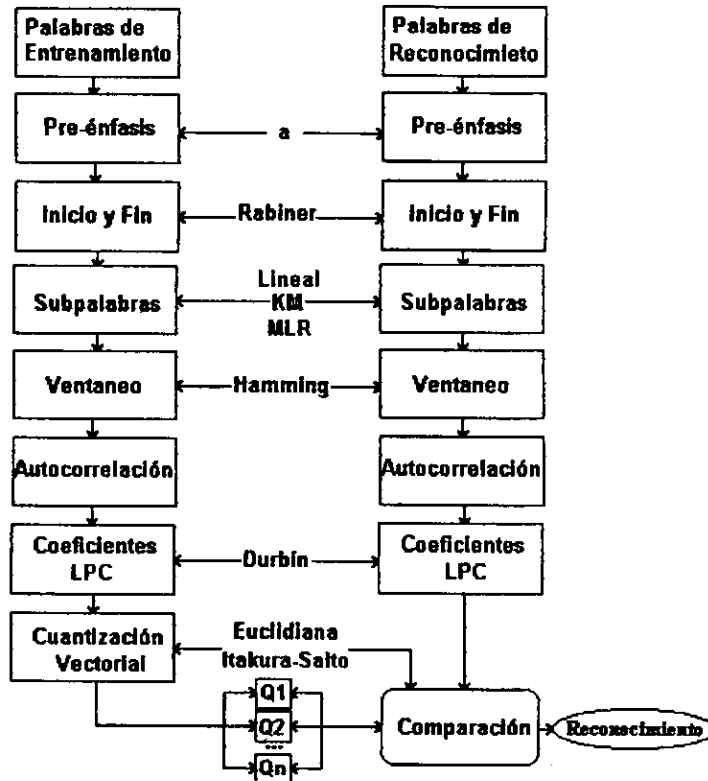 Palabras de
Entrenamiento
Palabras de
Reconocimieto
Pre-énfasis
a
Pre-énfasis
Inicio y Fin
Rabiner
Inicio y Fin
Subpalabras
Lineal
KM
MLR
Subpalabras
Ventaneo
Hamming
Ventaneo
Autocorrelación
Autocorrelación
Coeficientes
LPC
Durbín
Coeficientes
LPC
Cuantización
Vectorial
Euclidiana
Itakura-Saito
Q1
Q2
...
Qn
Comparación
Reconocimiento